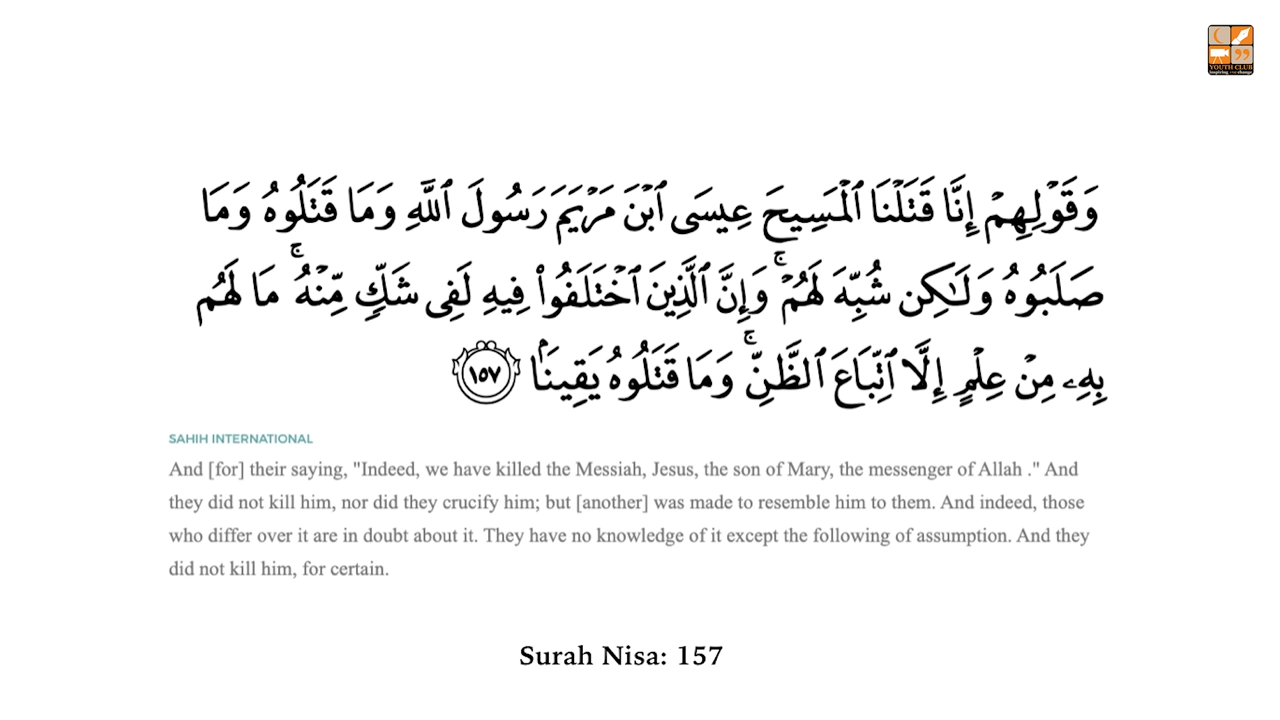 YOUTH CLUB
وَقَوْلِهِمْ إِنَّا قَتَلْنَا ٱلْمَسِيحَ عِيسَى ٱبْنَ مَرْيَمَ رَسُولَ ٱللَّهِ وَمَا قَتَلُوهُ وَمَا
صَلَبُوهُ وَلَـٰكِن شُبِّهَ لَهُمْ ۚ وَإِنَّ ٱلَّذِينَ ٱخْتَلَفُوا۟ فِيهِ لَفِى شَكٍّ مِّنْهُ ۚ مَا لَهُم
بِهِۦ مِنْ عِلْمٍ إِلَّا ٱتِّبَاعَ ٱلظَّنِّ ۚ وَمَا قَتَلُوهُ يَقِينًۢا ١٥٧
SAHIH INTERNATIONAL
And [for] their saying, "Indeed, we have killed the Messiah, Jesus, the son of Mary, the messenger of Allah ." And
they did not kill him, nor did they crucify him; but [another] was made to resemble him to them. And indeed, those
who differ over it are in doubt about it. They have no knowledge of it except the following of assumption. And they
did not kill him, for certain.
Surah Nisa: 157